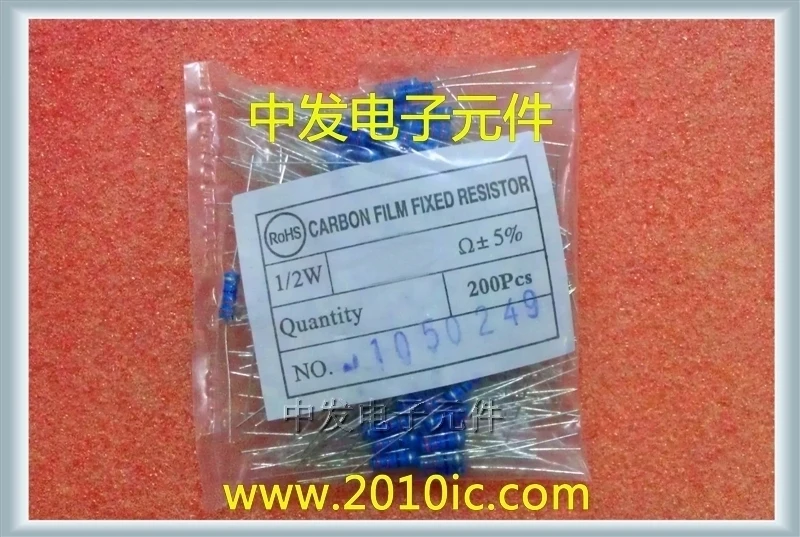 中发电子元件
RoHS CARBON FILM FIXED RESISTOR
1/2W Ω±5%
Quantity 200Pcs
NO. 1050249
中发电子元件
www.2010ic.com